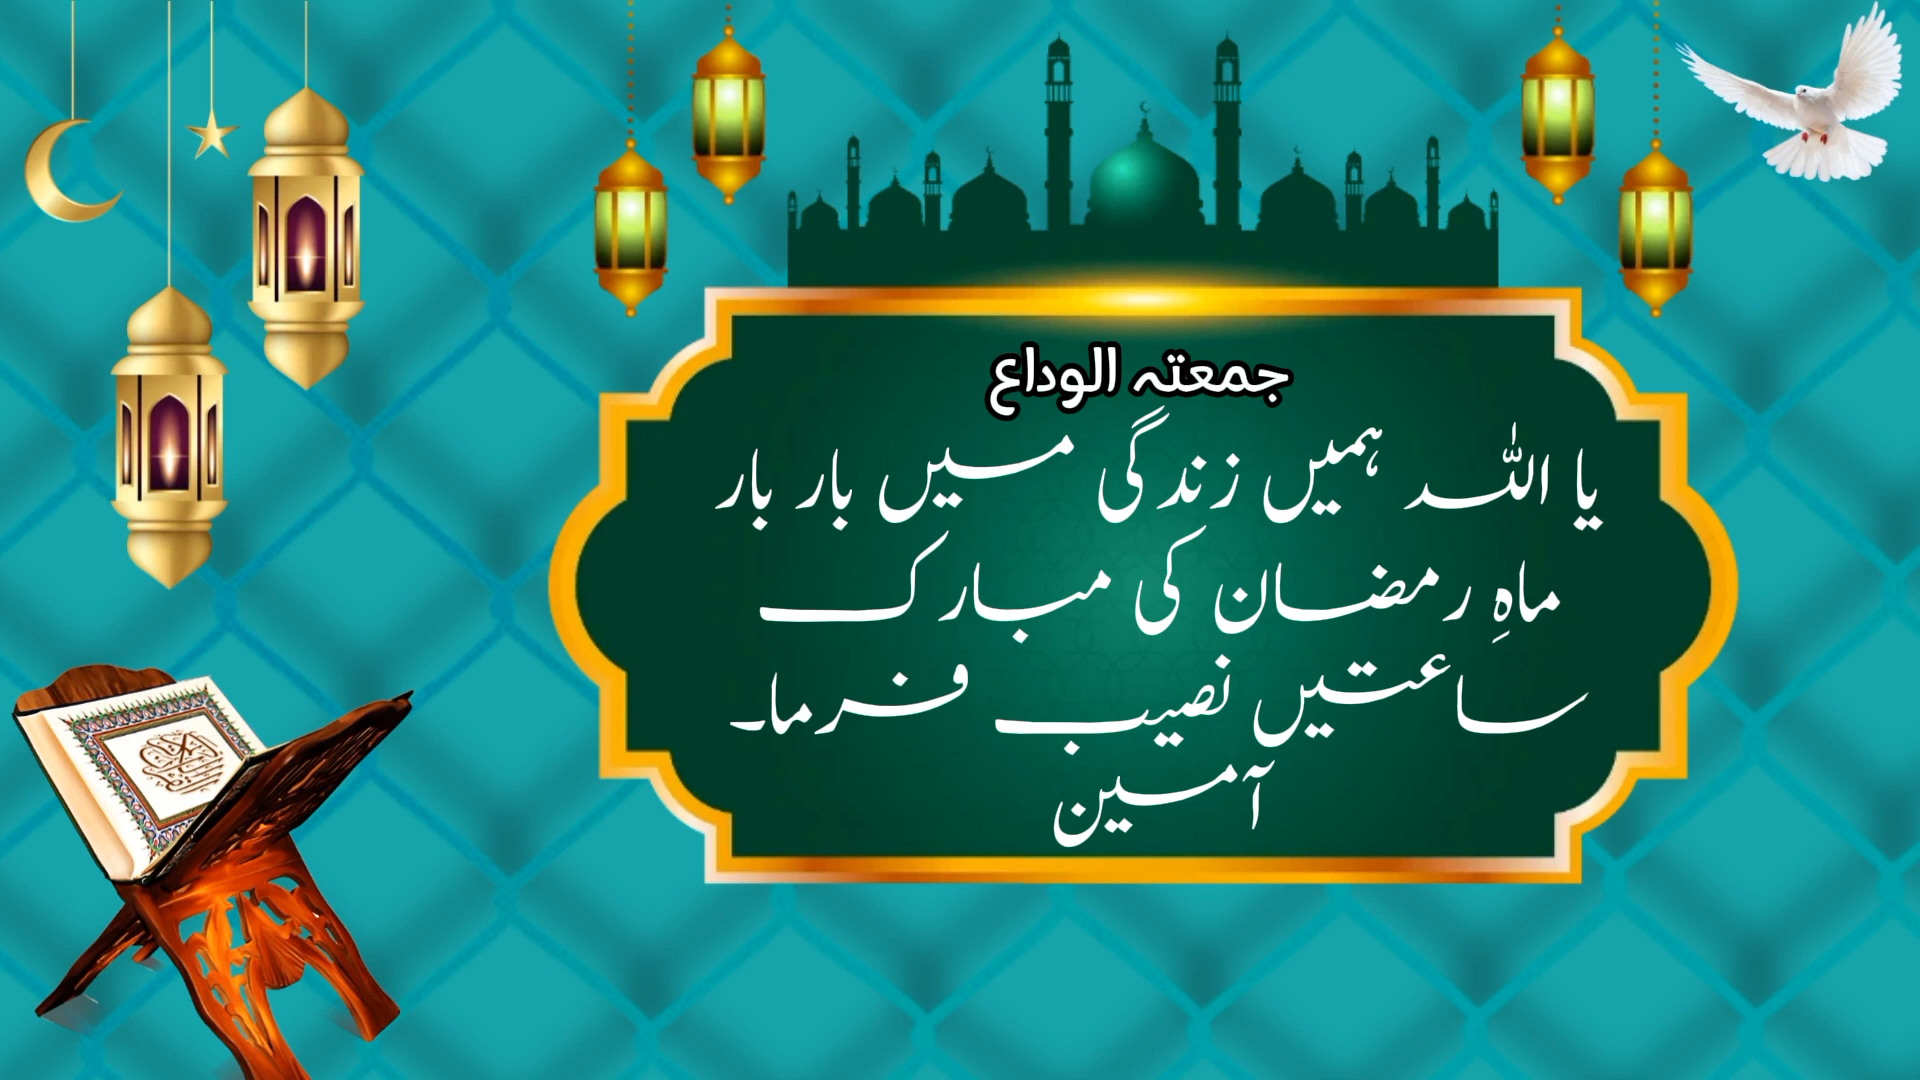 جمعتہ الوداع
یا اللہ ہمیں زندگی میں بار بار
ماہِ رمضان کی مبارک
ساعتیں نصیب فرما۔
آمین